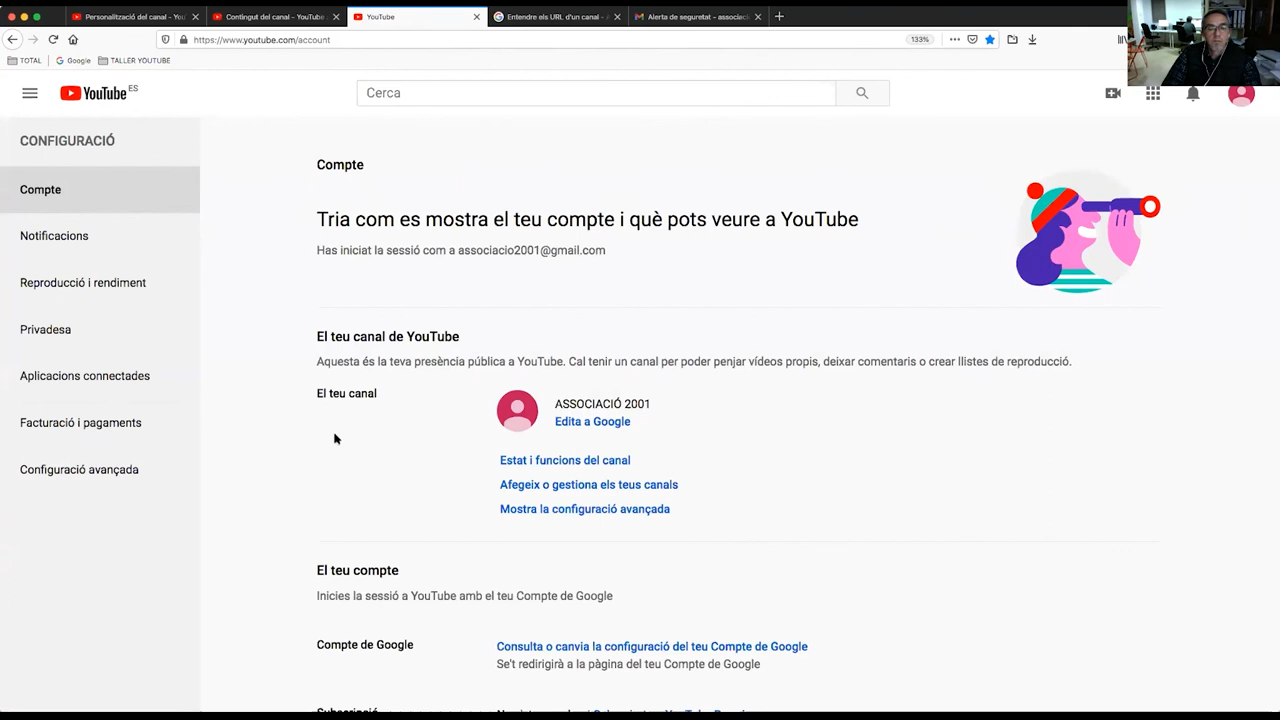 Personalització del canal - You
Contingut del canal - YouTube
YouTube
Entendre els URL d'un canal - A
Alerta de seguretat - associaci
https://www.youtube.com/account
133%
TOTAL
Google
TALLER YOUTUBE
YouTube ES
Cerca
CONFIGURACIÓ
Compte
Notificacions
Reproducció i rendiment
Privadesa
Aplicacions connectades
Facturació i pagaments
Configuració avançada
Compte
Tria com es mostra el teu compte i què pots veure a YouTube
Has iniciat la sessió com a associacio2001@gmail.com
El teu canal de YouTube
Aquesta és la teva presència pública a YouTube. Cal tenir un canal per poder penjar vídeos propis, deixar comentaris o crear llistes de reproducció.
El teu canal
ASSOCIACIÓ 2001
Edita a Google
Estat i funcions del canal
Afegeix o gestiona els teus canals
Mostra la configuració avançada
El teu compte
Inicies la sessió a YouTube amb el teu Compte de Google
Compte de Google
Consulta o canvia la configuració del teu Compte de Google
Se't redirigirà a la pàgina del teu Compte de Google
Subscripció